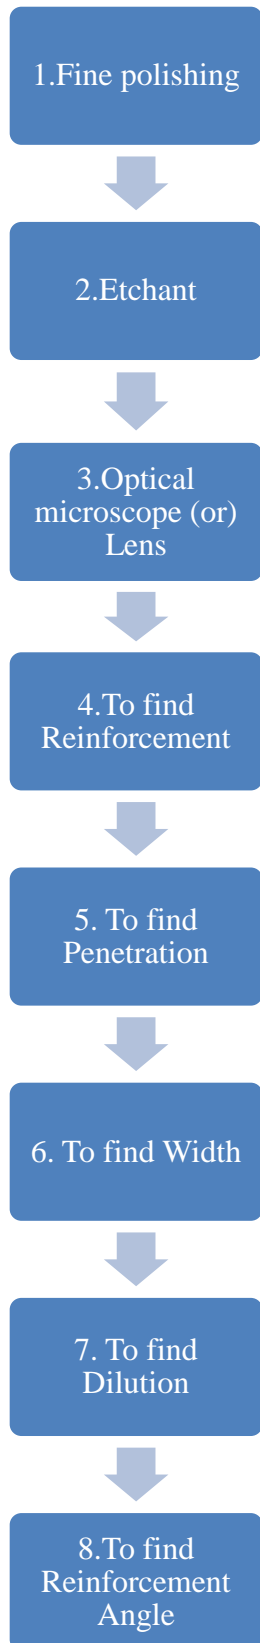 1.Fine polishing
2.Etchant
3.Optical
microscope (or)
Lens
4.To find
Reinforcement
5. To find
Penetration
6. To find Width
7. To find
Dilution
8.To find
Reinforcement
Angle